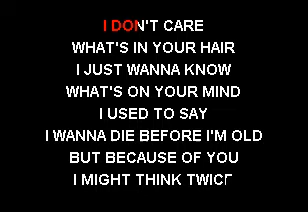 I DON'T CARE
WHAT'S IN YOUR HAIR
I JUST WANNA KNOW
WHAT'S ON YOUR MIND
I USED TO SAY
I WANNA DIE BEFORE I'M OLD
BUT BECAUSE OF YOU
I MIGHT THINK TWICE